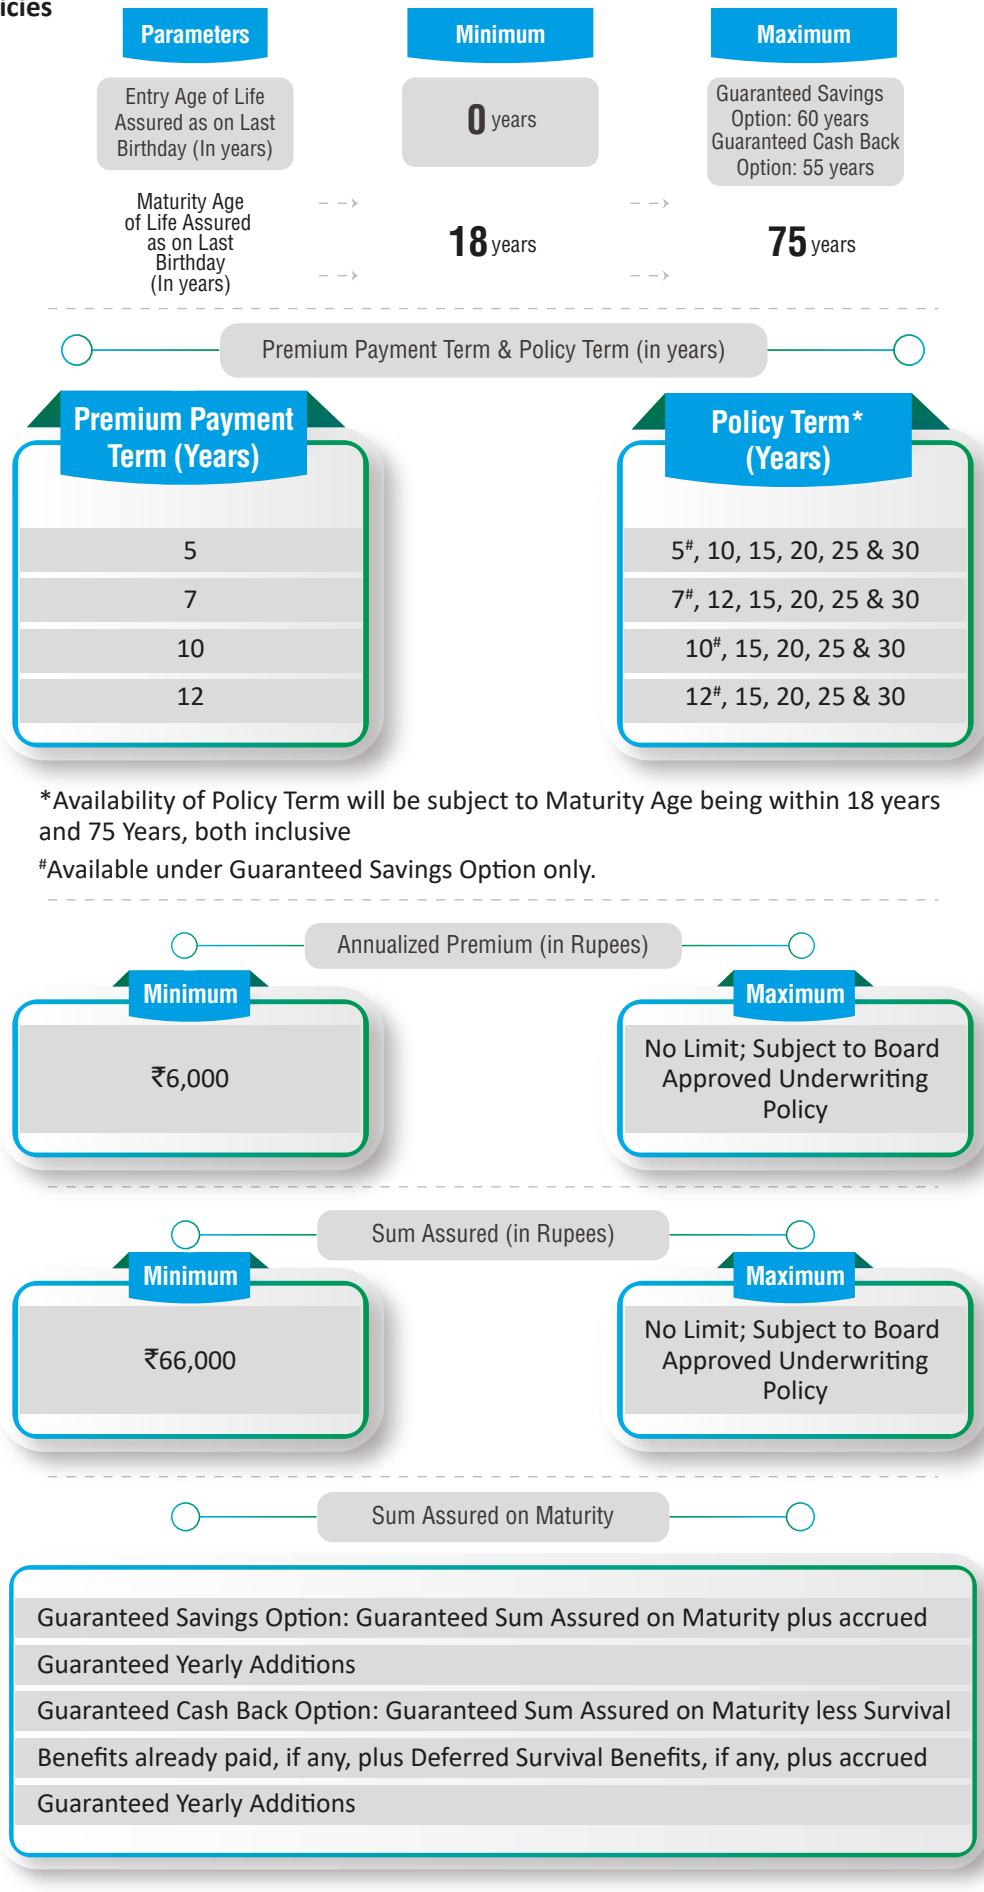 icies
Parameters
Minimum
Maximum
Entry Age of Life
Assured as on Last
Birthday (In years)
0 years
Guaranteed Savings
Option: 60 years
Guaranteed Cash Back
Option: 55 years
Maturity Age
of Life Assured
as on Last
Birthday
(In years)
18 years
75 years
Premium Payment Term & Policy Term (in years)
Premium Payment
Term (Years)
Policy Term*
(Years)
5
5#, 10, 15, 20, 25 & 30
7
7#, 12, 15, 20, 25 & 30
10
10#, 15, 20, 25 & 30
12
12#, 15, 20, 25 & 30
*Availability of Policy Term will be subject to Maturity Age being within 18 years
and 75 Years, both inclusive
#Available under Guaranteed Savings Option only.
Annualized Premium (in Rupees)
Minimum
Maximum
₹6,000
No Limit; Subject to Board
Approved Underwriting
Policy
Sum Assured (in Rupees)
Minimum
Maximum
₹66,000
No Limit; Subject to Board
Approved Underwriting
Policy
Sum Assured on Maturity
Guaranteed Savings Option: Guaranteed Sum Assured on Maturity plus accrued
Guaranteed Yearly Additions
Guaranteed Cash Back Option: Guaranteed Sum Assured on Maturity less Survival
Benefits already paid, if any, plus Deferred Survival Benefits, if any, plus accrued
Guaranteed Yearly Additions